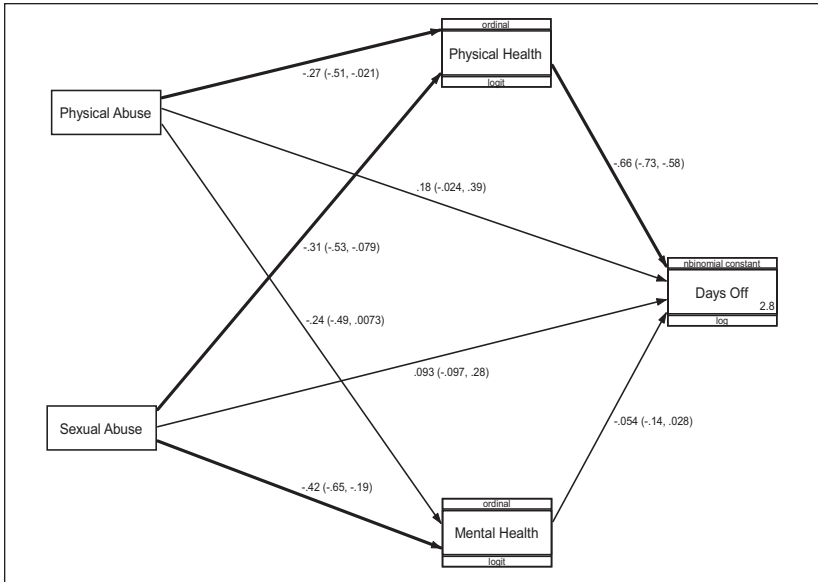 ordinal
Physical Health
logit
-.27 (-.51, -.021)
Physical Abuse
-.66 (-.73, -.58)
.18 (-.024, .39)
-.31 (-.53, -.079)
nbinomial constant
Days Off
2.8
log
-.24 (-.49, .0073)
.093 (-.097, .28)
Sexual Abuse
-.054 (-.14, .028)
-.42 (-.65, -.19)
ordinal
Mental Health
logit